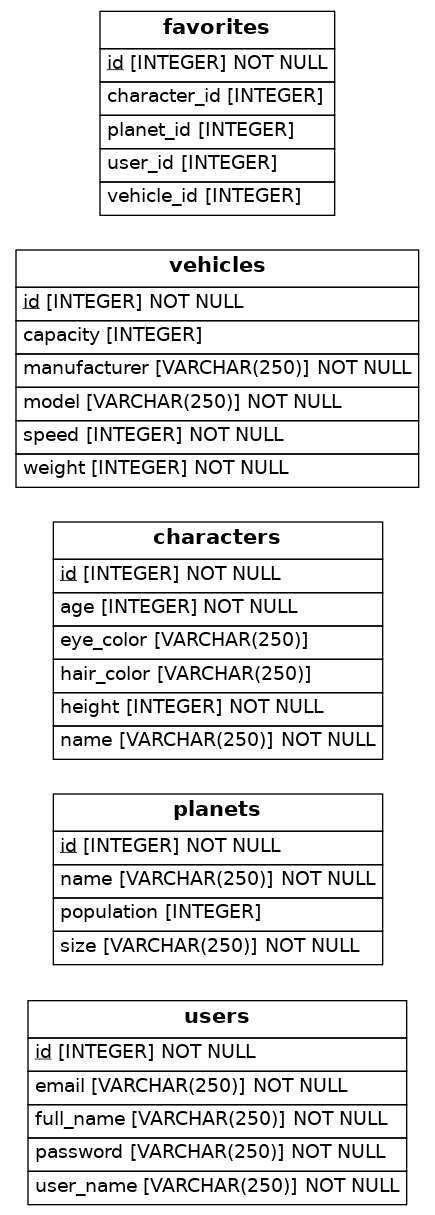 favorites
id [INTEGER] NOT NULL
character_id [INTEGER]
planet_id [INTEGER]
user_id [INTEGER]
vehicle_id [INTEGER]
vehicles
id [INTEGER] NOT NULL
capacity [INTEGER]
manufacturer [VARCHAR(250)] NOT NULL
model [VARCHAR(250)] NOT NULL
speed [INTEGER] NOT NULL
weight [INTEGER] NOT NULL
characters
id [INTEGER] NOT NULL
age [INTEGER] NOT NULL
eye_color [VARCHAR(250)]
hair_color [VARCHAR(250)]
height [INTEGER] NOT NULL
name [VARCHAR(250)] NOT NULL
planets
id [INTEGER] NOT NULL
name [VARCHAR(250)] NOT NULL
population [INTEGER]
size [VARCHAR(250)] NOT NULL
users
id [INTEGER] NOT NULL
email [VARCHAR(250)] NOT NULL
full_name [VARCHAR(250)] NOT NULL
password [VARCHAR(250)] NOT NULL
user_name [VARCHAR(250)] NOT NULL